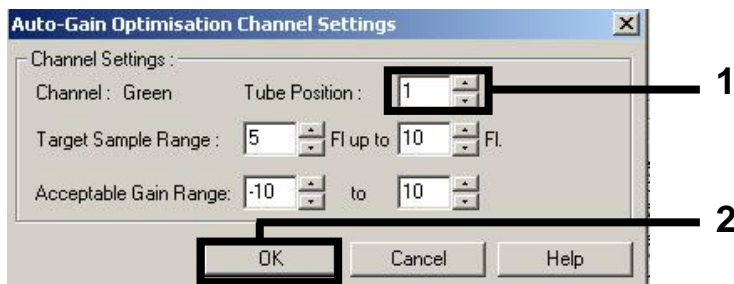 Auto-Gain Optimisation Channel Settings
Channel Settings :
Channel : Green Tube Position : 1
1
Target Sample Range : 5 Fl up to 10 Fl.
Acceptable Gain Range: -10 to 10
2
OK Cancel Help